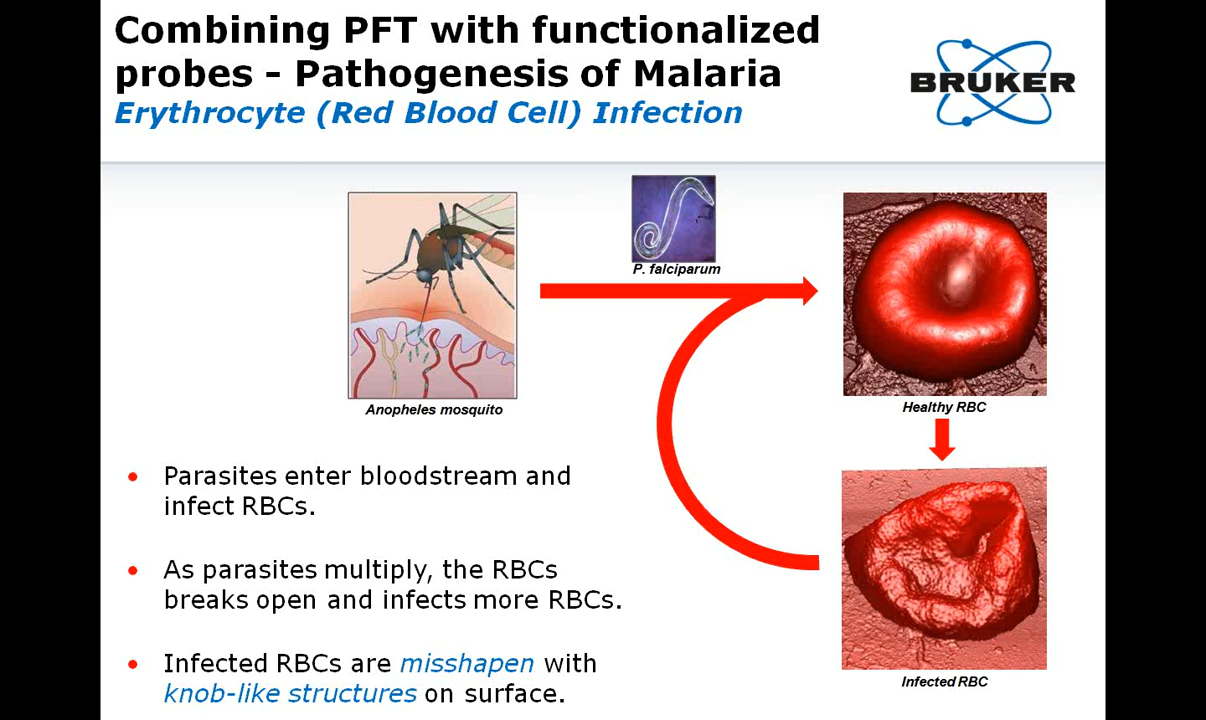 Combining PFT with functionalized
probes - Pathogenesis of Malaria
Erythrocyte (Red Blood Cell) Infection
BRUKER
P. falciparum
Anopheles mosquito
Healthy RBC
• Parasites enter bloodstream and
infect RBCs.
• As parasites multiply, the RBCs
breaks open and infects more RBCs.
• Infected RBCs are misshapen with
knob-like structures on surface.
Infected RBC